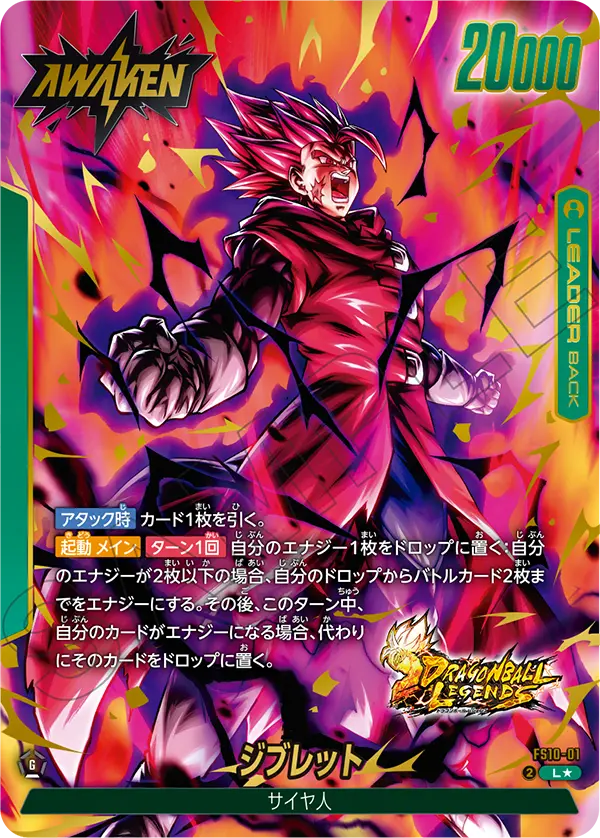 AWAKEN
20000
LEADER BACK
アタック時 カード1枚を引く。
起動メイン ターン1回 自分のエナジー1枚をドロップに置く：自分
のエナジーが2枚以下の場合、自分のドロップからバトルカード2枚ま
でをエナジーにする。その後、このターン中、
自分のカードがエナジーになる場合、代わり
にそのカードをドロップに置く。
DRAGONBALL
LEGENDS
FS10-01
G
ジブレット
2 L★
サイヤ人